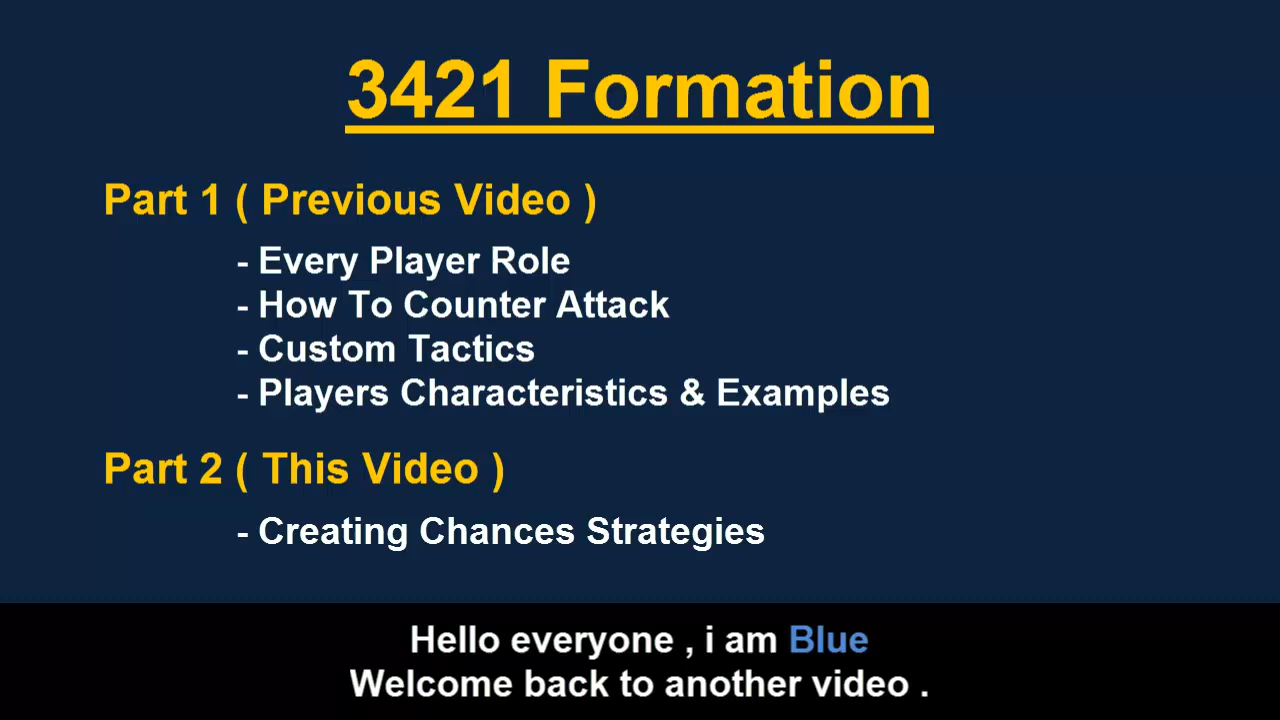 3421 Formation
Part 1 ( Previous Video )
- Every Player Role
- How To Counter Attack
- Custom Tactics
- Players Characteristics & Examples
Part 2 ( This Video )
- Creating Chances Strategies
Hello everyone , i am Blue
Welcome back to another video .